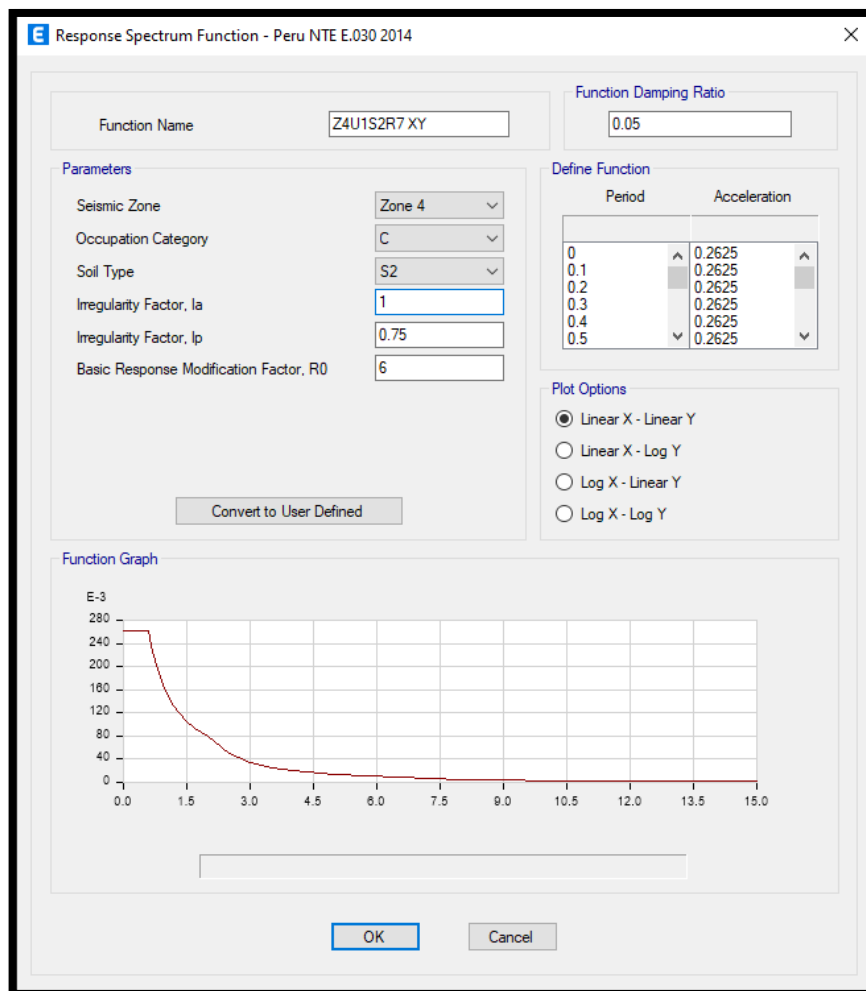 E Response Spectrum Function - Peru NTE E.030 2014
Function Name
Z4U1S2R7 XY
Function Damping Ratio
0.05
Parameters
Seismic Zone Zone 4
Occupation Category C
Soil Type S2
Irregularity Factor, Ia 1
Irregularity Factor, Ip 0.75
Basic Response Modification Factor, R0 6
Convert to User Defined
Define Function
Period Acceleration
0 0.2625
0.1 0.2625
0.2 0.2625
0.3 0.2625
0.4 0.2625
0.5 0.2625
Plot Options
Linear X - Linear Y
Linear X - Log Y
Log X - Linear Y
Log X - Log Y
Function Graph
E-3
280
240
200
160
120
80
40
0
0.0 1.5 3.0 4.5 6.0 7.5 9.0 10.5 12.0 13.5 15.0
OK Cancel